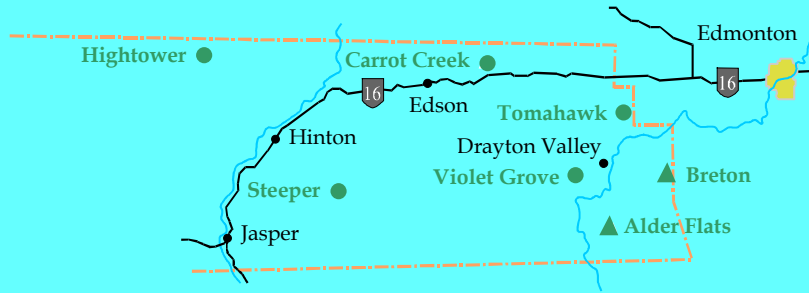 Edmonton
Hightower
Carrot Creek
16
16
Edson
Tomahawk
Hinton
Drayton Valley
Violet Grove
Breton
Steeper
Alder Flats
Jasper